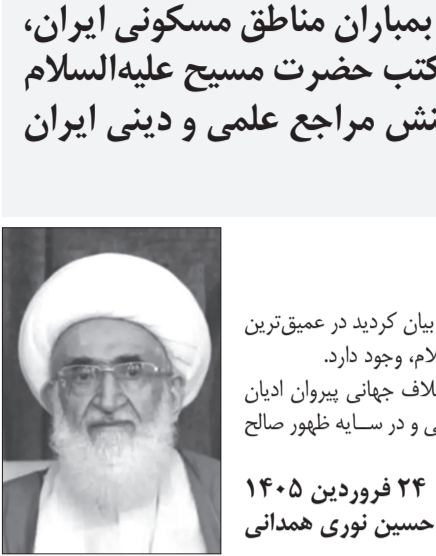 بمباران مناطق مسکونی ایران،
کتب حضرت مسیح علیه‌السلام
نش مراجع علمی و دینی ایران
بیان کردید در عمیق‌ترین
لام، وجود دارد.
لاف جهانی پیروان ادیان
ی و در ســایه ظهور صالح
۲۴ فروردین ۱۴۰۵
حسین نوری همدانی